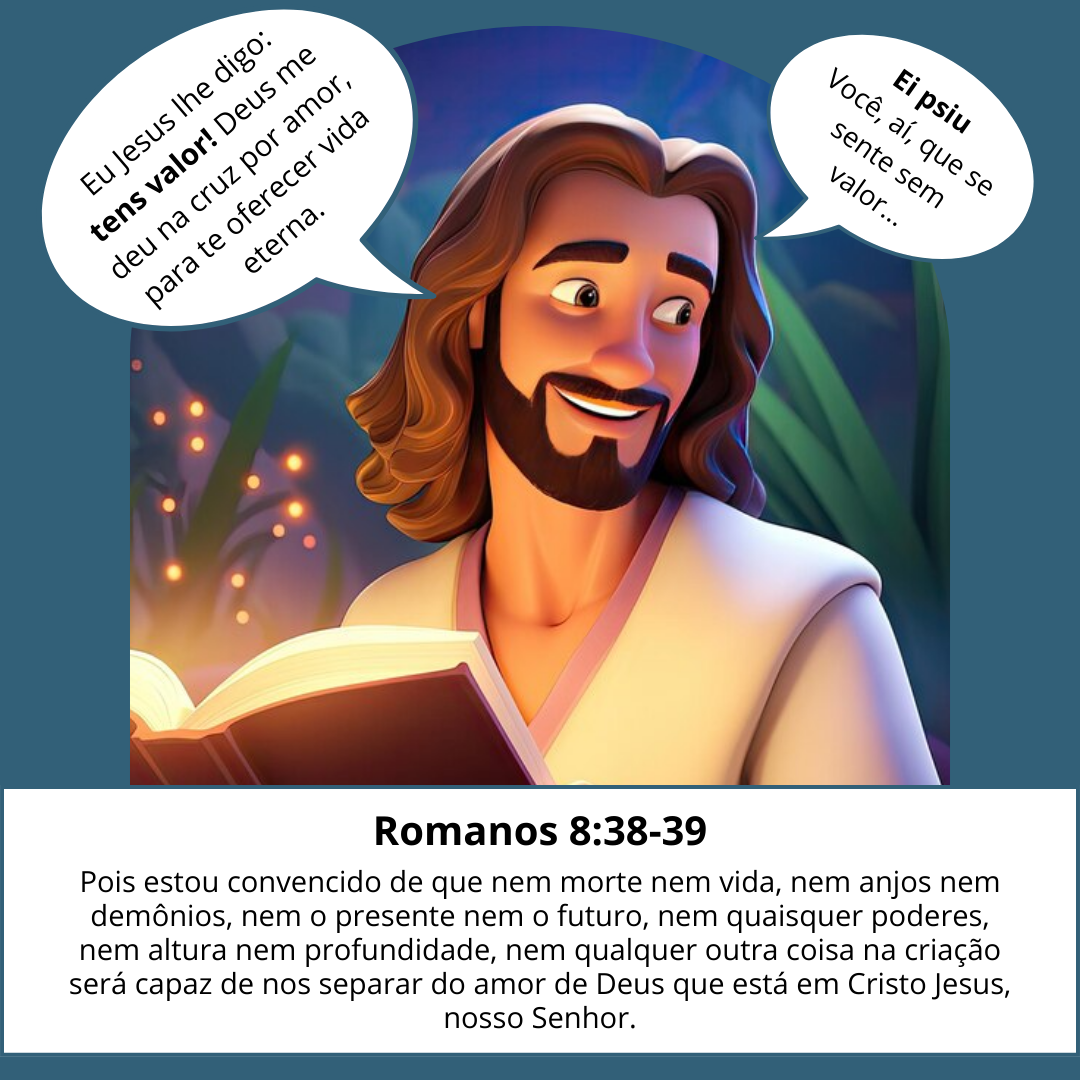 Ei psiu
Você, aí, que se
sente sem
valor...
Eu Jesus lhe digo:
tens valor! Deus me
deu na cruz por amor,
para te oferecer vida
eterna.
Romanos 8:38-39
Pois estou convencido de que nem morte nem vida, nem anjos nem
demônios, nem o presente nem o futuro, nem quaisquer poderes,
nem altura nem profundidade, nem qualquer outra coisa na criação
será capaz de nos separar do amor de Deus que está em Cristo Jesus,
nosso Senhor.